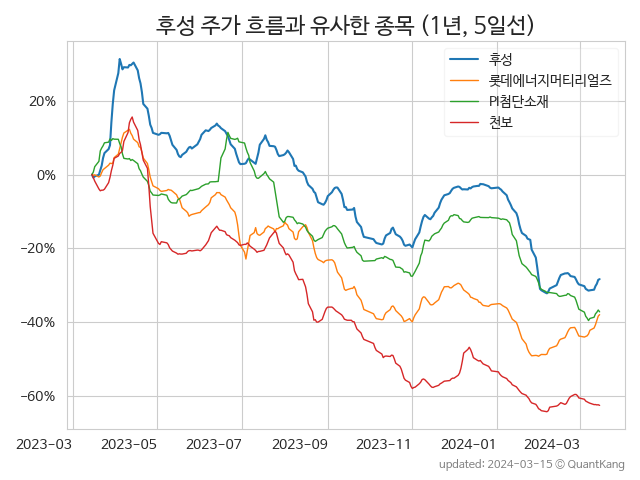 후성 주가 흐름과 유사한 종목 (1년, 5일선)
후성
롯데에너지머티리얼즈
PI첨단소재
천보
20%
0%
−20%
−40%
−60%
2023-03
2023-05
2023-07
2023-09
2023-11
2024-01
2024-03
updated: 2024-03-15 © QuantKang